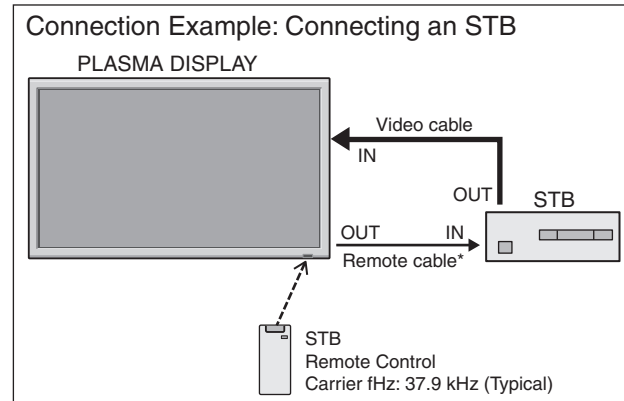 Connection Example: Connecting an STB
PLASMA DISPLAY
Video cable
IN
OUT
STB
OUT IN
Remote cable*
STB
Remote Control
Carrier fHz: 37.9 kHz (Typical)